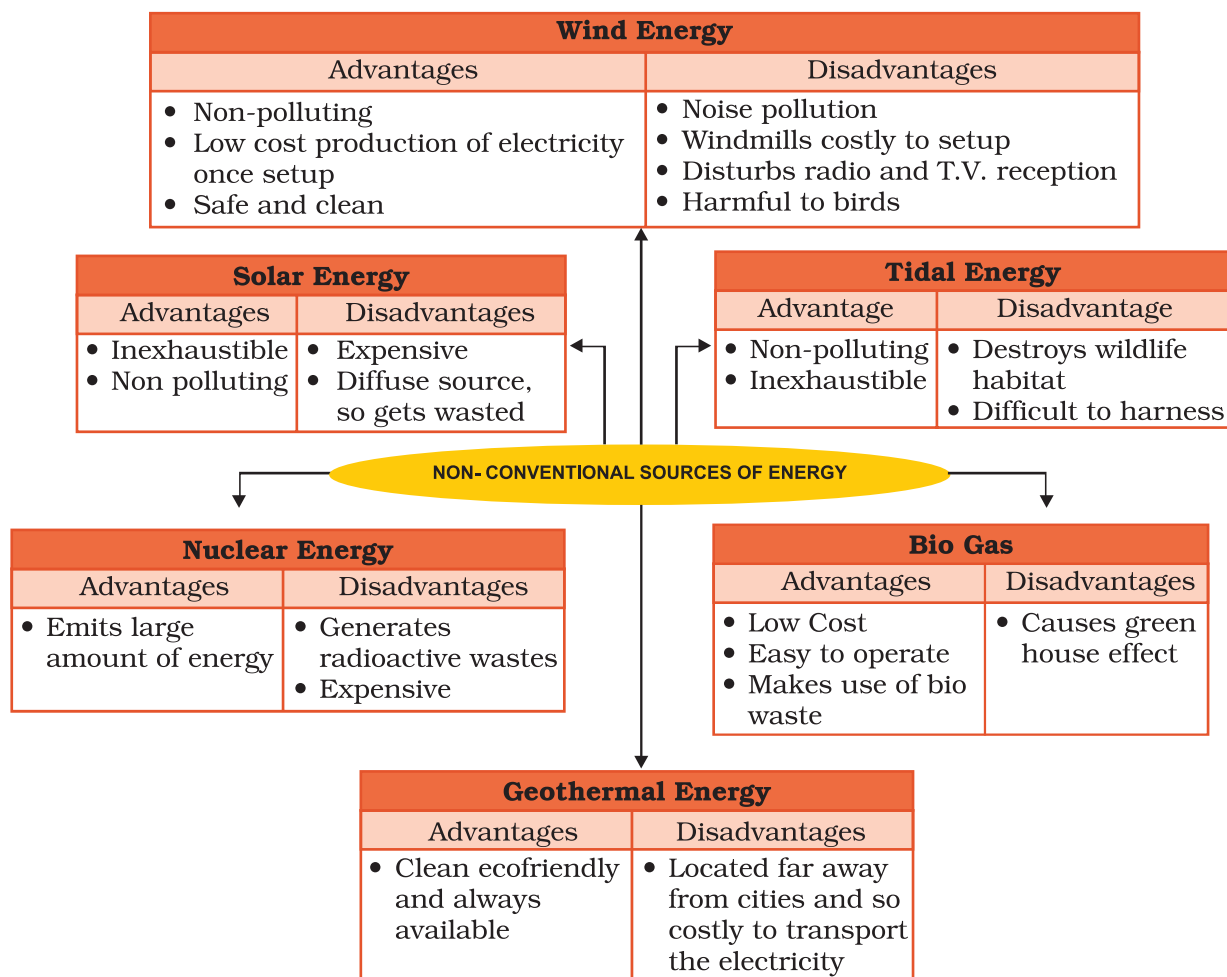 Wind Energy
Advantages
Disadvantages
• Non-polluting
• Low cost production of electricity
once setup
• Safe and clean
• Noise pollution
• Windmills costly to setup
• Disturbs radio and T.V. reception
• Harmful to birds
Solar Energy
Advantages
Disadvantages
• Inexhaustible
• Non polluting
• Expensive
• Diffuse source,
so gets wasted
Tidal Energy
Advantage
Disadvantage
• Non-polluting
• Inexhaustible
• Destroys wildlife
habitat
• Difficult to harness
NON- CONVENTIONAL SOURCES OF ENERGY
Nuclear Energy
Advantages
Disadvantages
• Emits large
amount of energy
• Generates
radioactive wastes
• Expensive
Bio Gas
Advantages
Disadvantages
• Low Cost
• Easy to operate
• Makes use of bio
waste
• Causes green
house effect
Geothermal Energy
Advantages
Disadvantages
• Clean ecofriendly
and always
available
• Located far away
from cities and so
costly to transport
the electricity